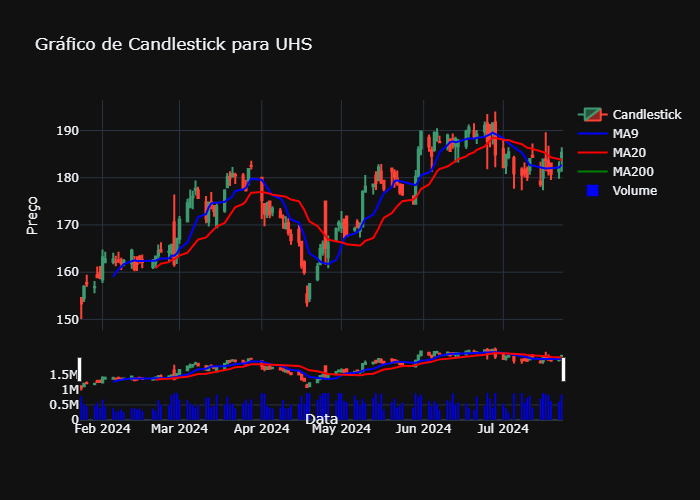 Gráfico de Candlestick para UHS
Candlestick
MA9
MA20
MA200
Volume
Preço
190
180
170
160
150
1.5M
1M
0.5M
0
Data
Feb 2024
Mar 2024
Apr 2024
May 2024
Jun 2024
Jul 2024